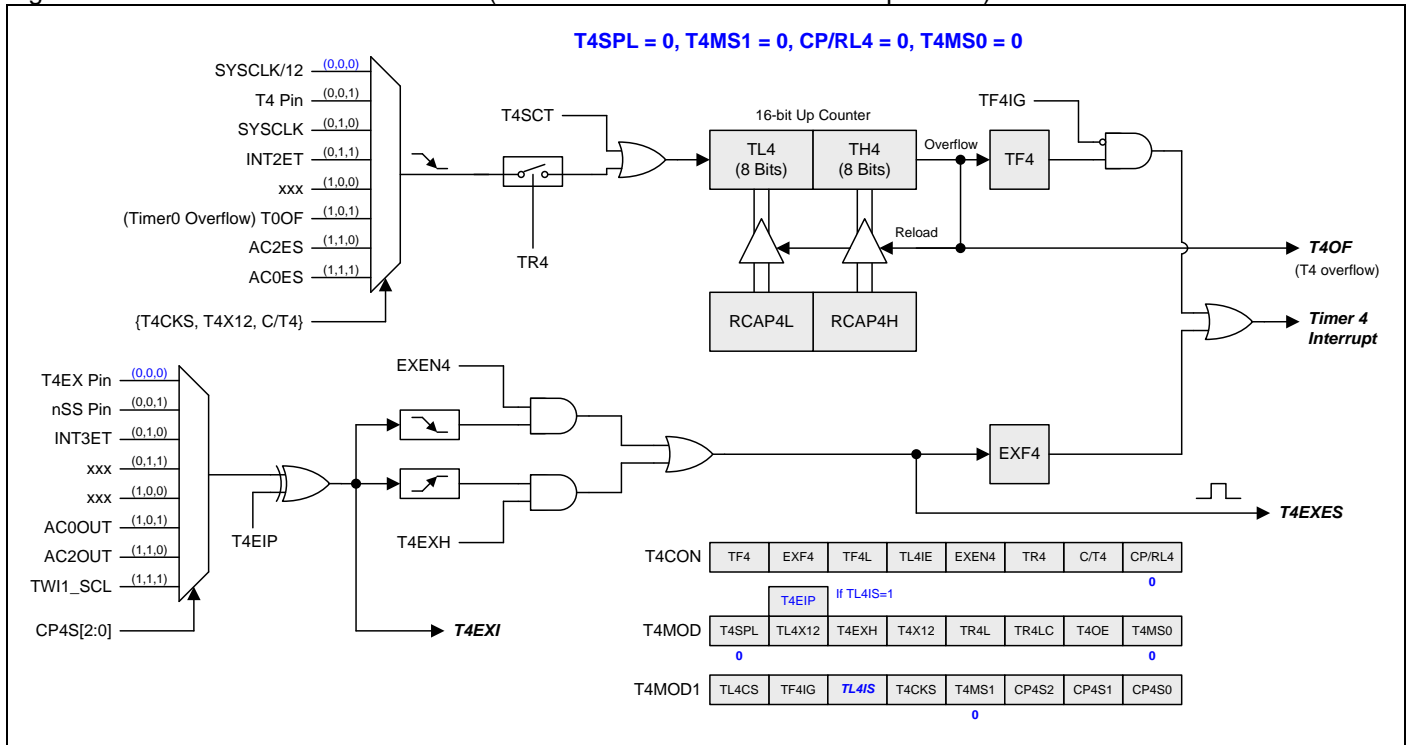 T4SPL = 0, T4MS1 = 0, CP/RL4 = 0, T4MS0 = 0
SYSCLK/12 (0,0,0)
T4 Pin (0,0,1)
SYSCLK (0,1,0)
INT2ET (0,1,1)
xxx (1,0,0)
(Timer0 Overflow) T0OF (1,0,1)
AC2ES (1,1,0)
AC0ES (1,1,1)
{T4CKS, T4X12, C/T4}
T4SCT
TR4
16-bit Up Counter
TL4
(8 Bits)
TH4
(8 Bits)
Overflow
TF4
TF4IG
Reload
RCAP4L
RCAP4H
T4OF
(T4 overflow)
Timer 4
Interrupt
T4EX Pin (0,0,0)
nSS Pin (0,0,1)
INT3ET (0,1,0)
xxx (0,1,1)
xxx (1,0,0)
AC0OUT (1,0,1)
AC2OUT (1,1,0)
TWI1_SCL (1,1,1)
CP4S[2:0]
T4EIP
EXEN4
T4EXH
T4EXI
EXF4
T4EXES
T4CON TF4 EXF4 TF4L TL4IE EXEN4 TR4 C/T4 CP/RL4
0
T4EIP If TL4IS=1
T4MOD T4SPL TL4X12 T4EXH T4X12 TR4L TR4LC T4OE T4MS0
0 0
T4MOD1 TL4CS TF4IG TL4IS T4CKS T4MS1 CP4S2 CP4S1 CP4S0
0